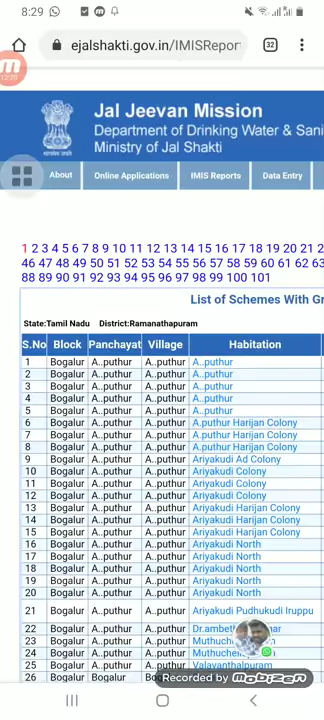 8:29
ejalshakti.gov.in/IMISReport
32
12:20
Jal Jeevan Mission
Department of Drinking Water & Sani
Ministry of Jal Shakti
About Online Applications IMIS Reports Data Entry
1 2 3 4 5 6 7 8 9 10 11 12 13 14 15 16 17 18 19 20 21 2
46 47 48 49 50 51 52 53 54 55 56 57 58 59 60 61 62 63
88 89 90 91 92 93 94 95 96 97 98 99 100 101
List of Schemes With Gr
State:Tamil Nadu District:Ramanathapuram
S.No Block Panchayat Village Habitation
1 Bogalur A..puthur A..puthur A..puthur
2 Bogalur A..puthur A..puthur A..puthur
3 Bogalur A..puthur A..puthur A..puthur
4 Bogalur A..puthur A..puthur A..puthur
5 Bogalur A..puthur A..puthur A..puthur
6 Bogalur A..puthur A..puthur A.puthur Harijan Colony
7 Bogalur A..puthur A..puthur A.puthur Harijan Colony
8 Bogalur A..puthur A..puthur A.puthur Harijan Colony
9 Bogalur A..puthur A..puthur Ariyakudi Ad Colony
10 Bogalur A..puthur A..puthur Ariyakudi Colony
11 Bogalur A..puthur A..puthur Ariyakudi Colony
12 Bogalur A..puthur A..puthur Ariyakudi Colony
13 Bogalur A..puthur A..puthur Ariyakudi Harijan Colony
14 Bogalur A..puthur A..puthur Ariyakudi Harijan Colony
15 Bogalur A..puthur A..puthur Ariyakudi Harijan Colony
16 Bogalur A..puthur A..puthur Ariyakudi North
17 Bogalur A..puthur A..puthur Ariyakudi North
18 Bogalur A..puthur A..puthur Ariyakudi North
19 Bogalur A..puthur A..puthur Ariyakudi North
20 Bogalur A..puthur A..puthur Ariyakudi North
21 Bogalur A..puthur A..puthur Ariyakudi Pudhukudi Iruppu
22 Bogalur A..puthur A..puthur
23 Bogalur A..puthur A..puthur
24 Bogalur A..puthur A..puthur
25 Bogalur A..puthur A..puthur Valayanthalpuram
26 Bogalur Bogalur
Recorded by mobizen